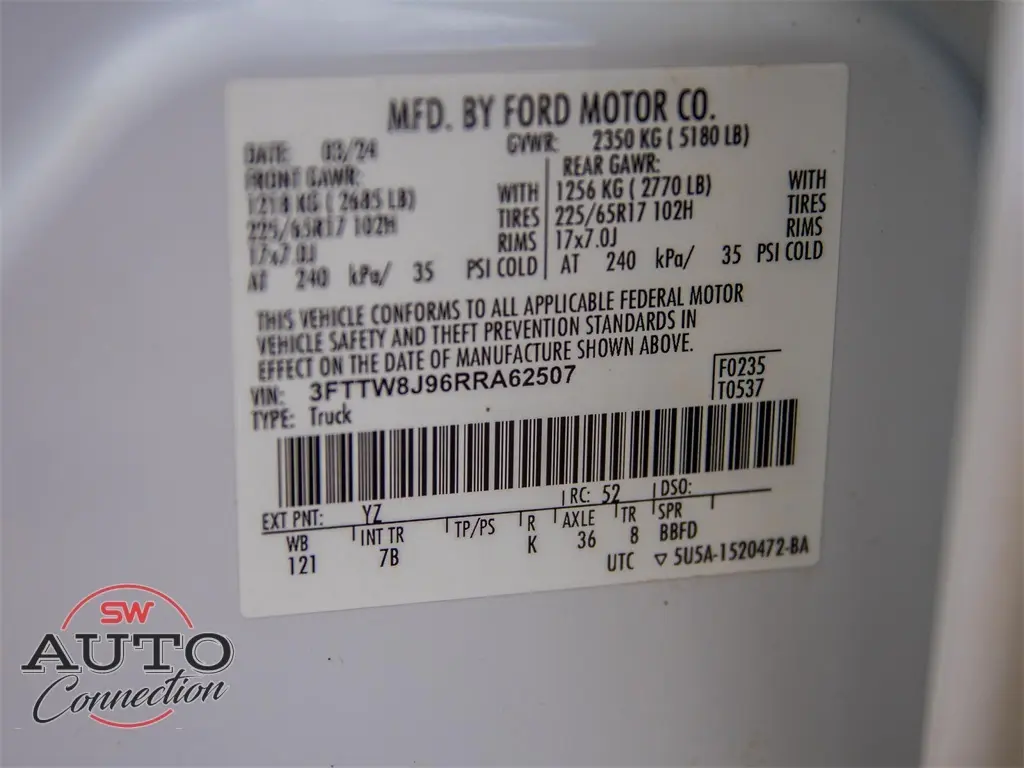 MFD. BY FORD MOTOR CO.
DATE: 03/24 GVWR: 2350 KG ( 5180 LB)
FRONT GAWR: REAR GAWR:
1218 KG ( 2685 LB) WITH 1256 KG ( 2770 LB) WITH
225/65R17 102H TIRES 225/65R17 102H TIRES
17x7.0J RIMS 17x7.0J RIMS
AT 240 kPa/ 35 PSI COLD AT 240 kPa/ 35 PSI COLD
THIS VEHICLE CONFORMS TO ALL APPLICABLE FEDERAL MOTOR
VEHICLE SAFETY AND THEFT PREVENTION STANDARDS IN
EFFECT ON THE DATE OF MANUFACTURE SHOWN ABOVE.
VIN: 3FTTW8J96RRA62507 F0235
TYPE: Truck T0537
EXT PNT: YZ RC: 52 DSO:
WB INT TR TP/PS R AXLE TR SPR
121 7B K 36 8 BBFD
UTC ▽ 5U5A-1520472-BA
SW
AUTO
Connection